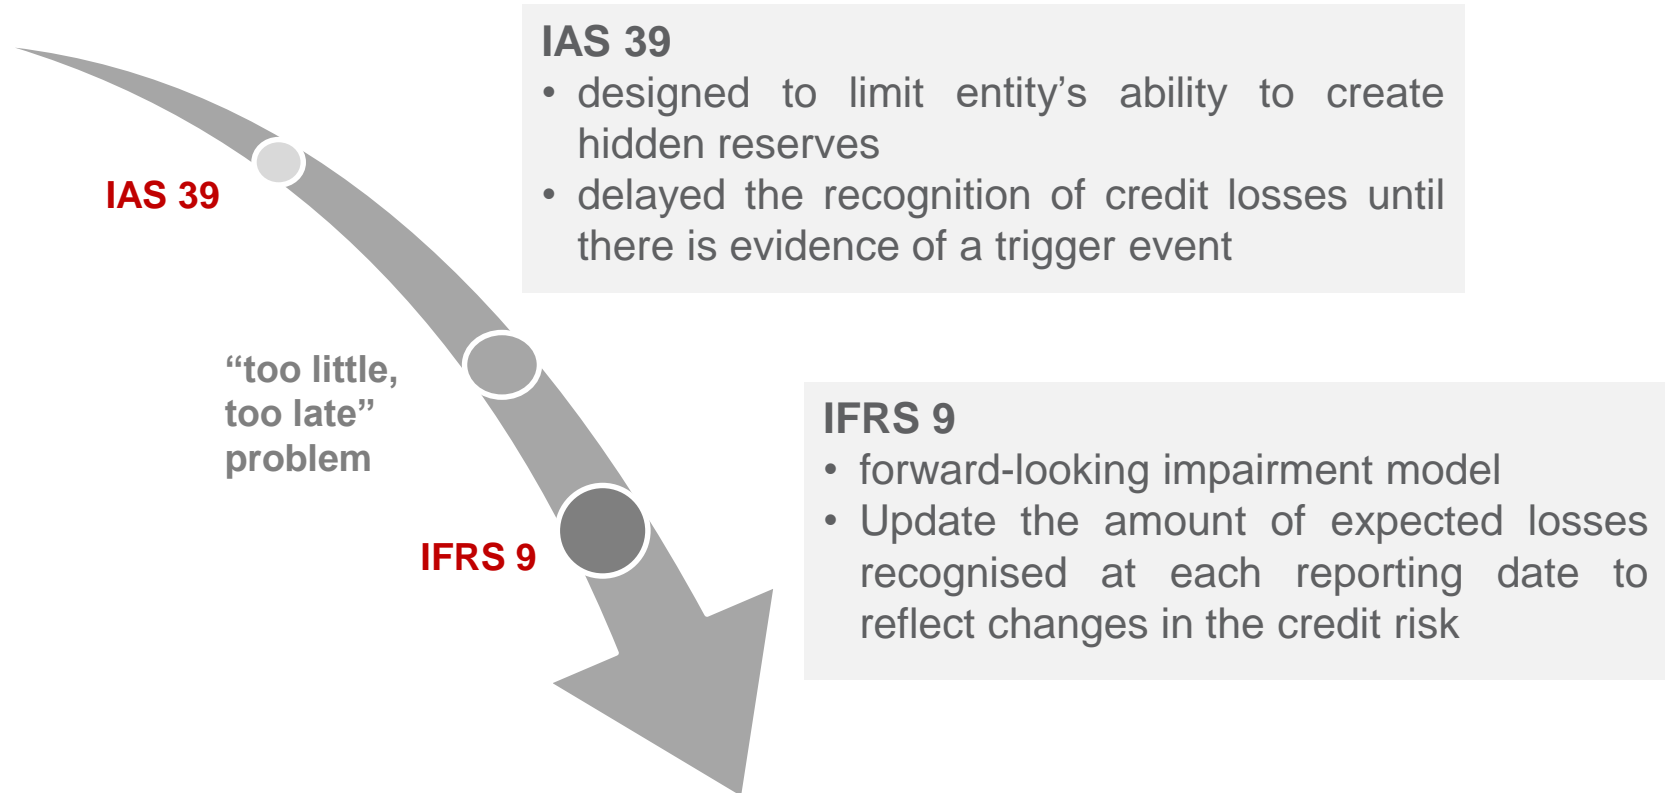 IAS 39
• designed to limit entity’s ability to create
hidden reserves
• delayed the recognition of credit losses until
there is evidence of a trigger event
IAS 39
“too little,
too late”
problem
IFRS 9
• forward-looking impairment model
• Update the amount of expected losses
recognised at each reporting date to
reflect changes in the credit risk
IFRS 9